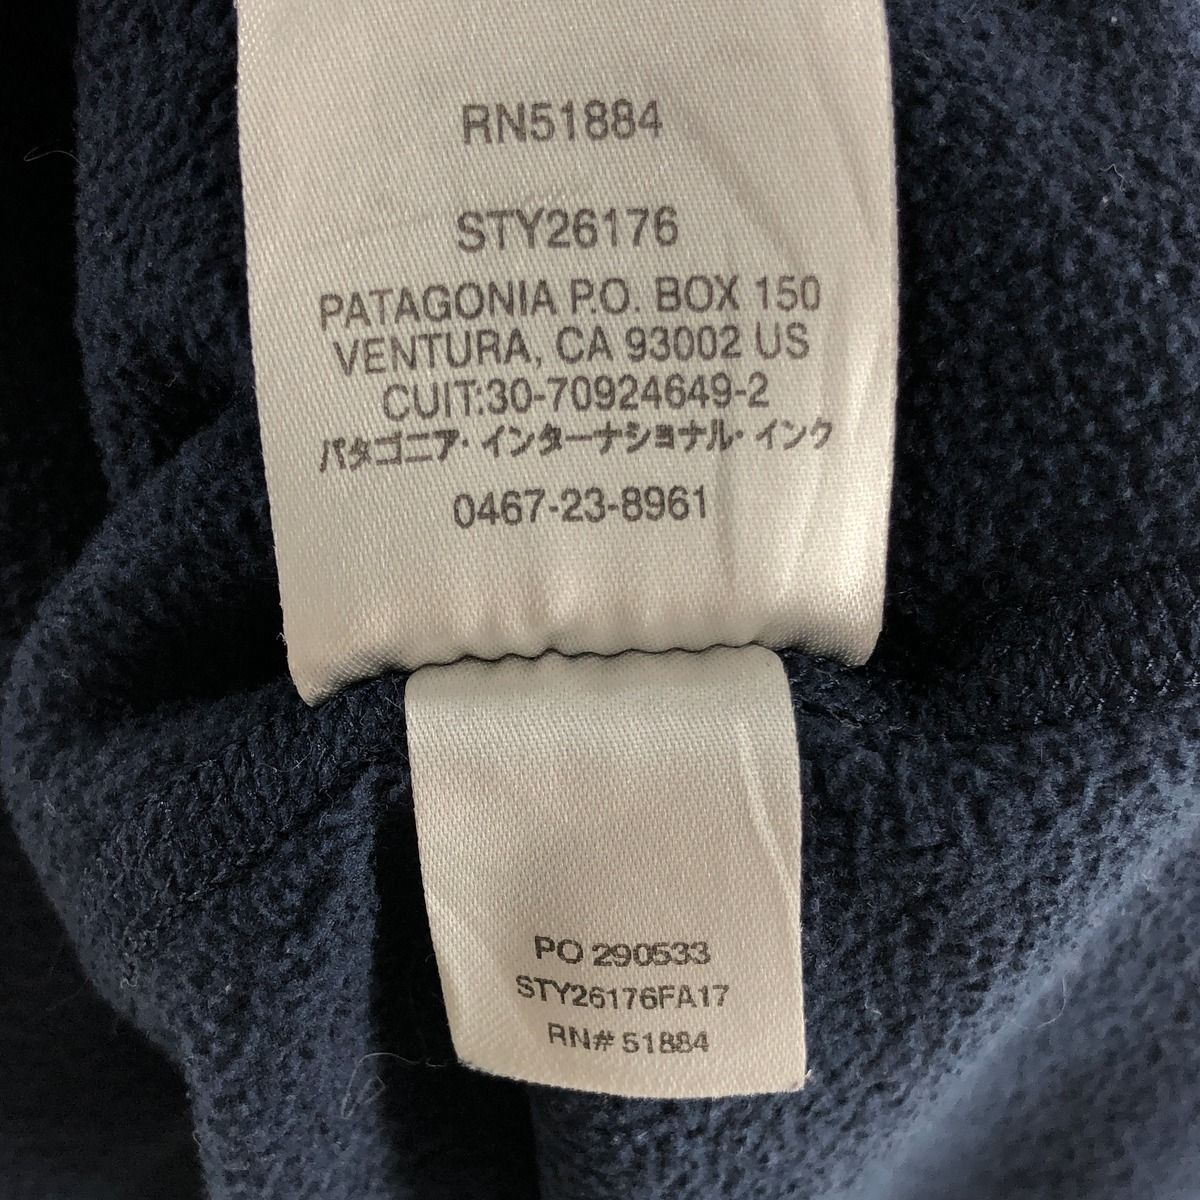 RN51884
STY26176
PATAGONIA P.O. BOX 150
VENTURA, CA 93002 US
CUIT:30-70924649-2
パタゴニア・インターナショナル・インク
0467-23-8961
PO 290533
STY26176FA17
RN# 51884